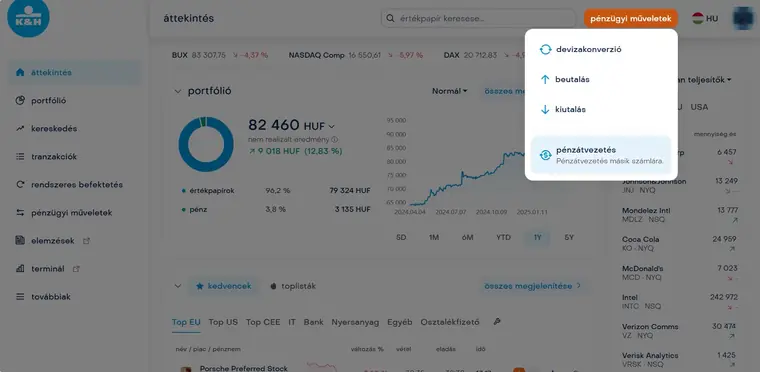 K&H
áttekintés
értékpapír keresése...
pénzügyi műveletek
HU
devizakonverzió
beutalás
kiutalás
pénzátvezetés
Pénzátvezetés másik számlára.
BUX 83 307,75 -4,37 %
NASDAQ Comp 16 550,61 -5,97 %
DAX 20 712,83
áttekintés
portfólió
kereskedés
tranzakciók
rendszeres befektetés
pénzügyi műveletek
elemzések
terminál
továbbiak
portfólió
Normál
82 460 HUF
nem realizált eredmény
9 018 HUF (12,83 %)
értékpapírok 96,2 % 79 324 HUF
pénz 3,8 % 3 135 HUF
95 000
90 000
85 000
80 000
75 000
70 000
65 000
2024.04.04 2024.07.07 2024.10.09 2025.01.11
5D 1M 6M YTD 1Y 5Y
USA
6 457
Johnson&Johnson 13 249
JNJ · NYQ
Mondelez Intl 13 777
MDLZ · NSQ
Coca Cola 24 959
KO · NYQ
McDonald's 7 023
MCD · NYQ
Intel 242 972
INTC · NSQ
Verizon Comms 30 474
VZ · NYQ
Verisk Analytics 1 425
VRSK · NSQ
kedvencek
toplisták
összes megjelenítése
Top EU Top US Top CEE IT Bank Nyersanyag Egyéb Osztalékfizető
név / piac / pénznem változás % vétel eladás idő
Porsche Preferred Stock